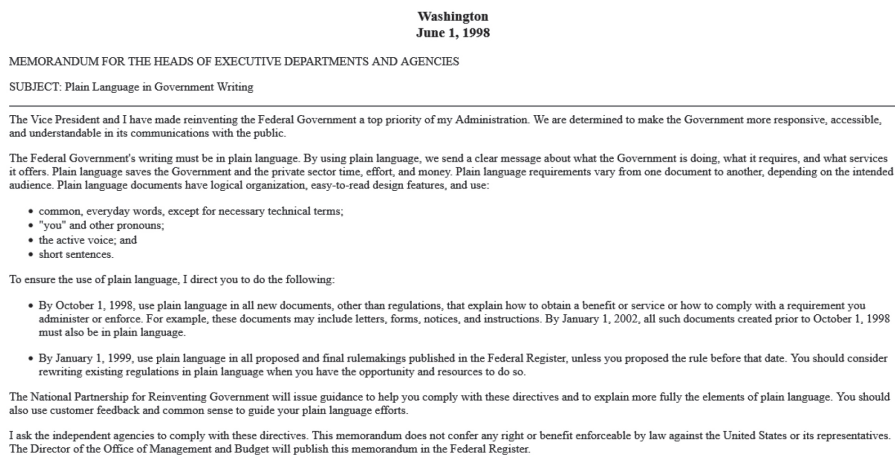 Washington
June 1, 1998
MEMORANDUM FOR THE HEADS OF EXECUTIVE DEPARTMENTS AND AGENCIES
SUBJECT: Plain Language in Government Writing
The Vice President and I have made reinventing the Federal Government a top priority of my Administration. We are determined to make the Government more responsive, accessible,
and understandable in its communications with the public.
The Federal Government's writing must be in plain language. By using plain language, we send a clear message about what the Government is doing, what it requires, and what services
it offers. Plain language saves the Government and the private sector time, effort, and money. Plain language requirements vary from one document to another, depending on the intended
audience. Plain language documents have logical organization, easy-to-read design features, and use:
• common, everyday words, except for necessary technical terms;
• "you" and other pronouns;
• the active voice; and
• short sentences.
To ensure the use of plain language, I direct you to do the following:
• By October 1, 1998, use plain language in all new documents, other than regulations, that explain how to obtain a benefit or service or how to comply with a requirement you
administer or enforce. For example, these documents may include letters, forms, notices, and instructions. By January 1, 2002, all such documents created prior to October 1, 1998
must also be in plain language.
• By January 1, 1999, use plain language in all proposed and final rulemakings published in the Federal Register, unless you proposed the rule before that date. You should consider
rewriting existing regulations in plain language when you have the opportunity and resources to do so.
The National Partnership for Reinventing Government will issue guidance to help you comply with these directives and to explain more fully the elements of plain language. You should
also use customer feedback and common sense to guide your plain language efforts.
I ask the independent agencies to comply with these directives. This memorandum does not confer any right or benefit enforceable by law against the United States or its representatives.
The Director of the Office of Management and Budget will publish this memorandum in the Federal Register.